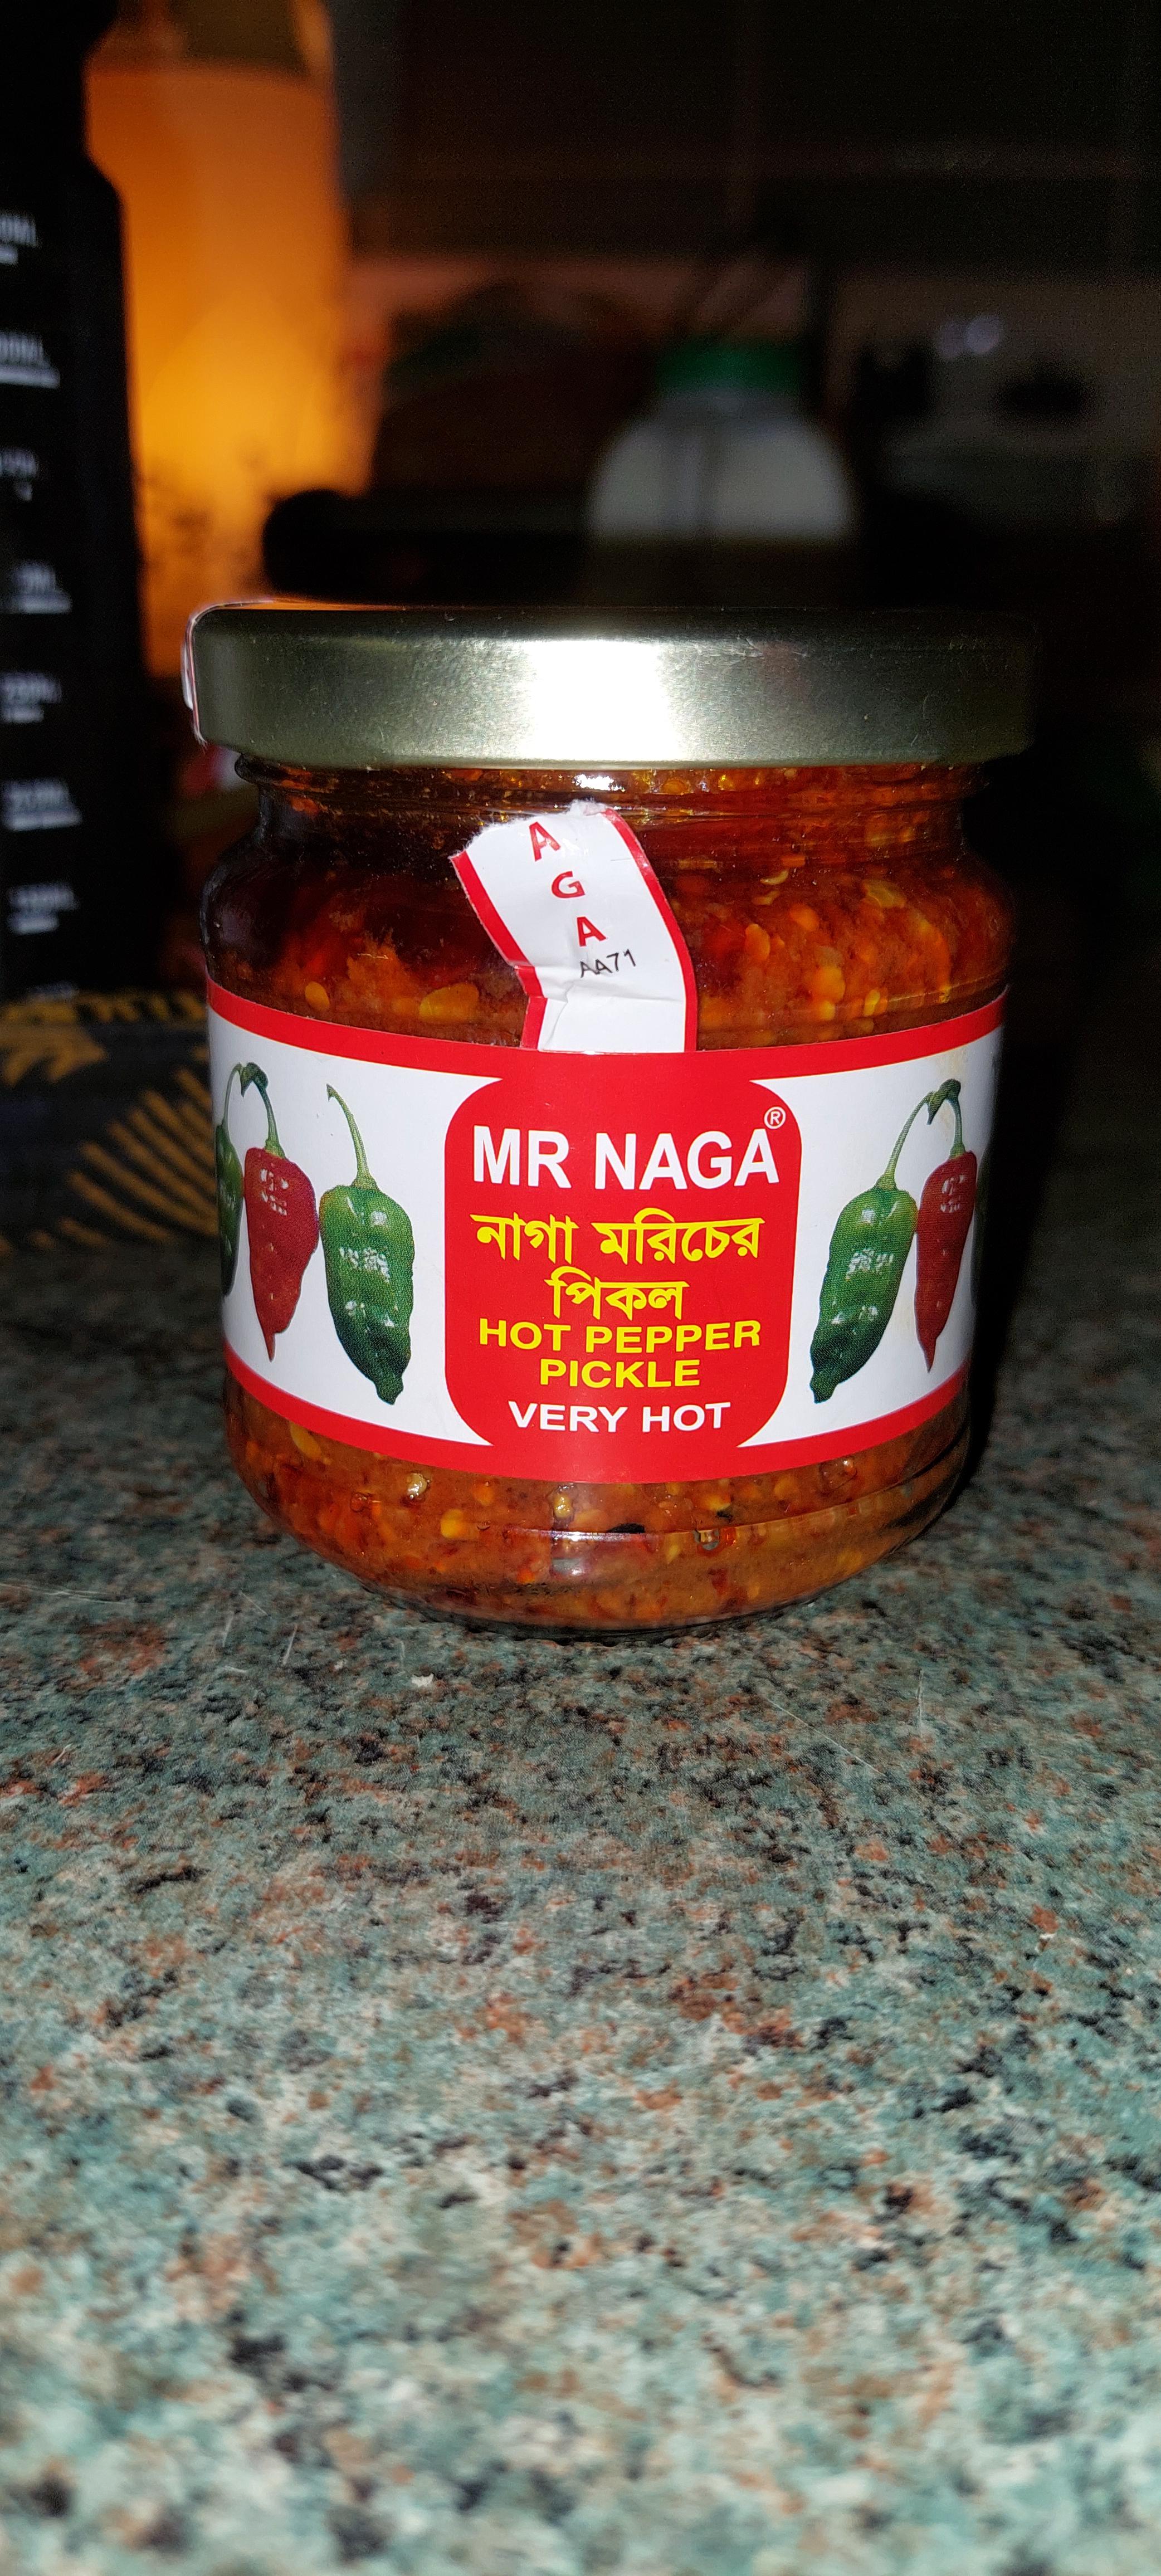 A
G
A
AA71
MR NAGA®
নাগা মরিচের
পিকল
HOT PEPPER
PICKLE
VERY HOT